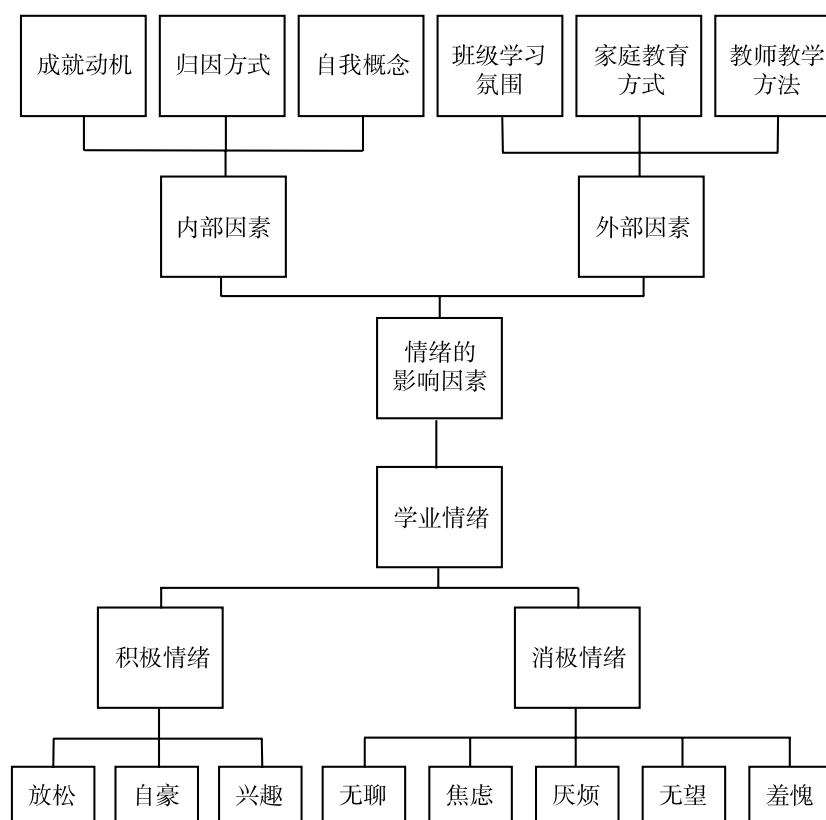 成就动机
归因方式
自我概念
班级学习
氛围
家庭教育
方式
教师教学
方法
内部因素
外部因素
情绪的
影响因素
学业情绪
积极情绪
消极情绪
放松
自豪
兴趣
无聊
焦虑
厌烦
无望
羞愧